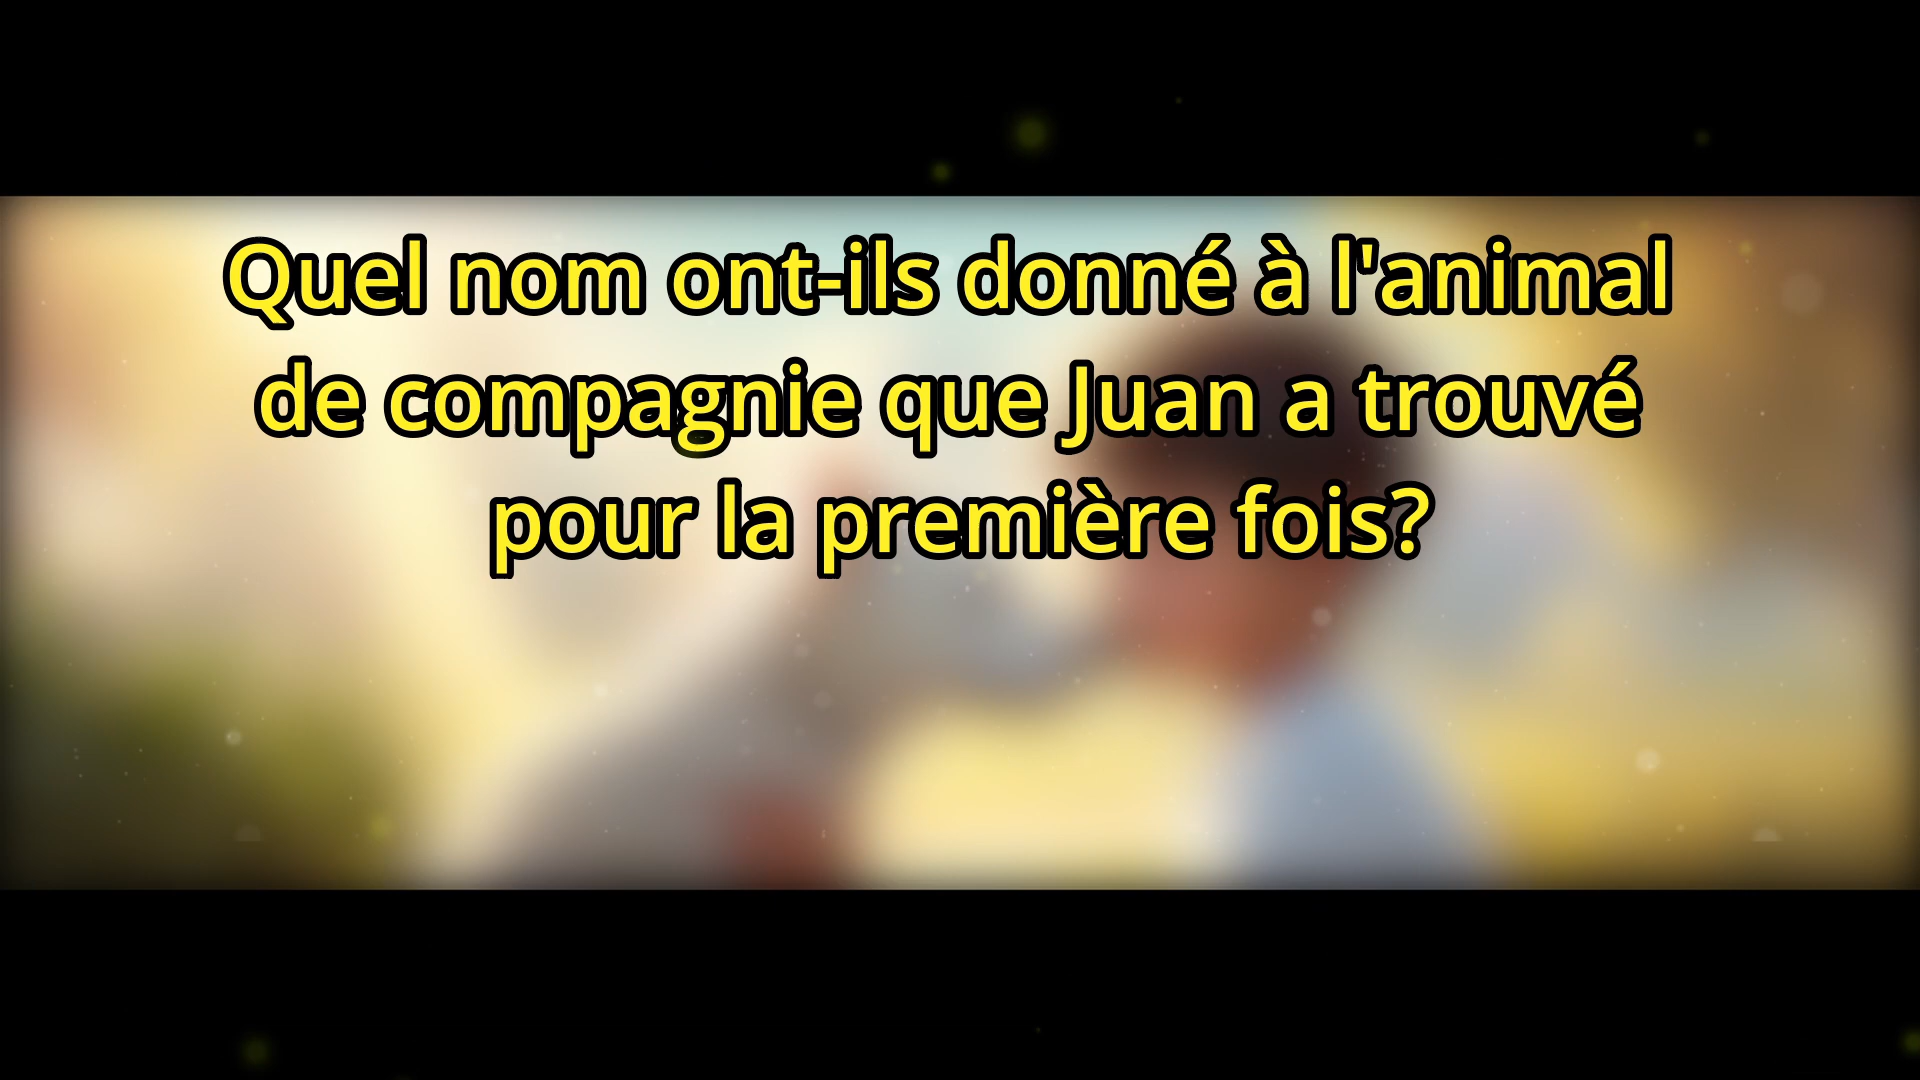 Quel nom ont-ils donné à l'animal
de compagnie que Juan a trouvé
pour la première fois?